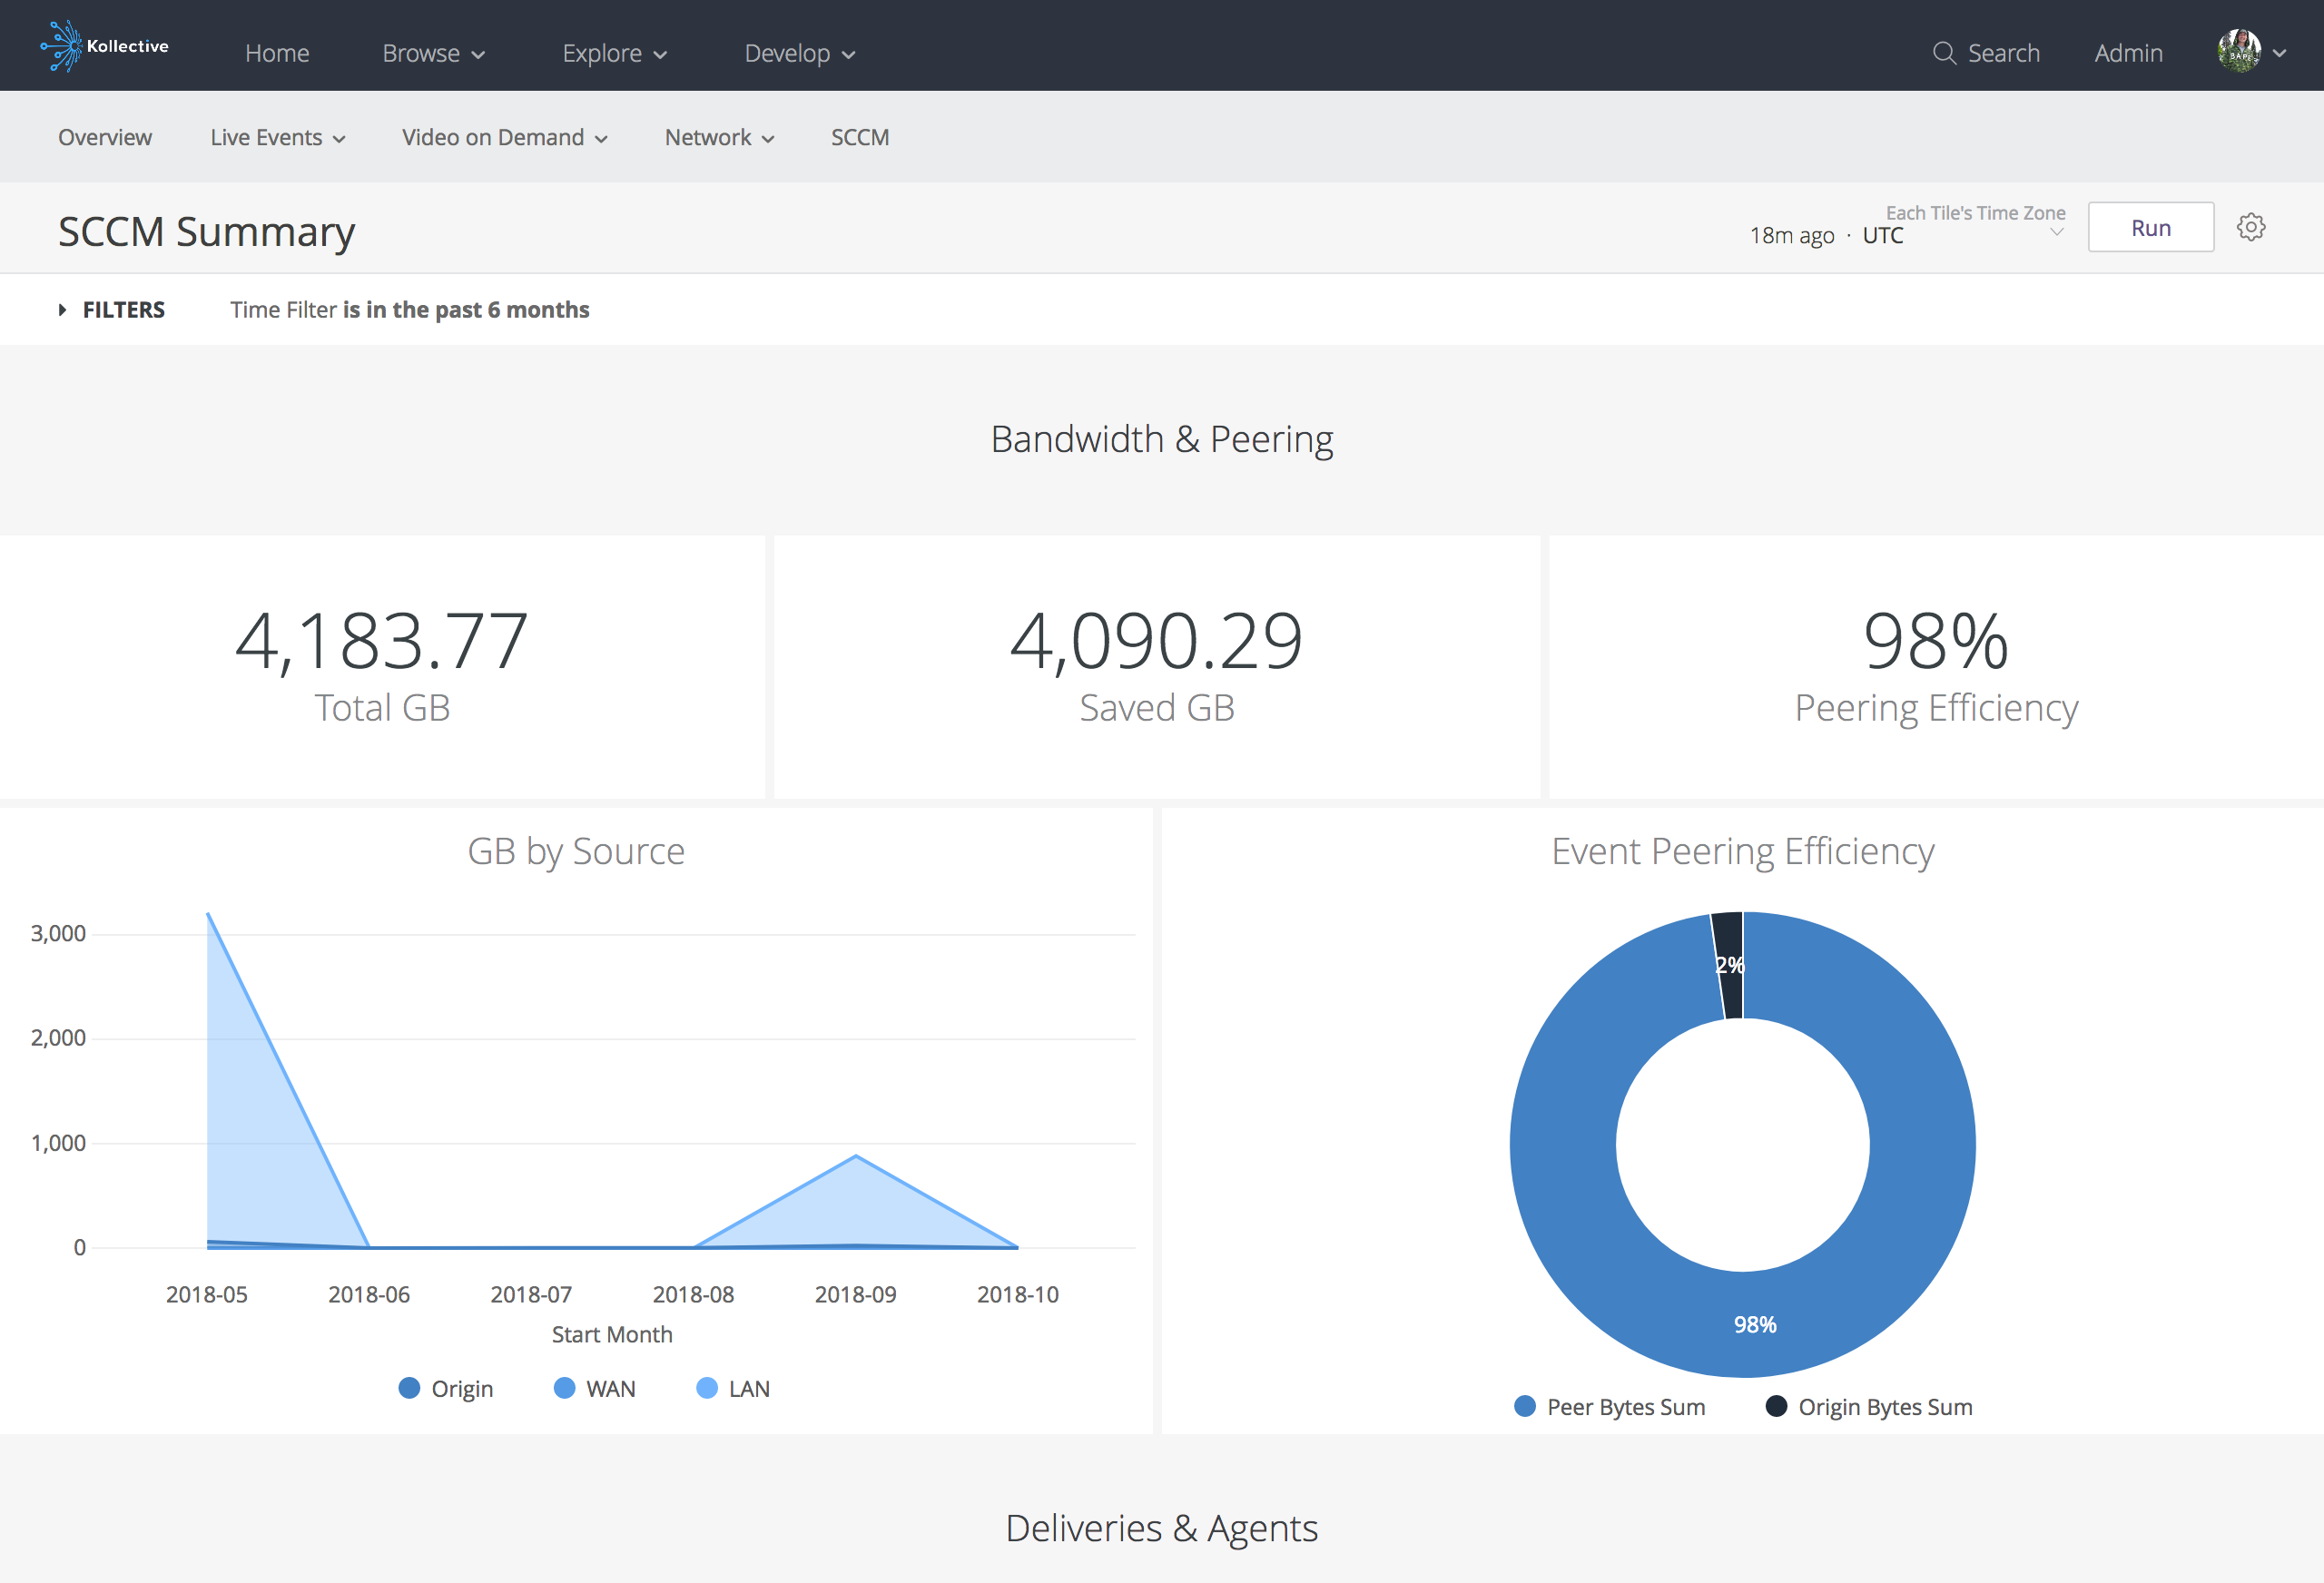 Kollective
Home Browse Explore Develop Search Admin
Overview Live Events Video on Demand Network SCCM
SCCM Summary
Each Tile's Time Zone
18m ago · UTC
Run
FILTERS Time Filter is in the past 6 months
Bandwidth & Peering
4,183.77
Total GB
4,090.29
Saved GB
98%
Peering Efficiency
GB by Source
3,000
2,000
1,000
0
2018-05 2018-06 2018-07 2018-08 2018-09 2018-10
Start Month
Origin WAN LAN
Event Peering Efficiency
2%
98%
Peer Bytes Sum Origin Bytes Sum
Deliveries & Agents